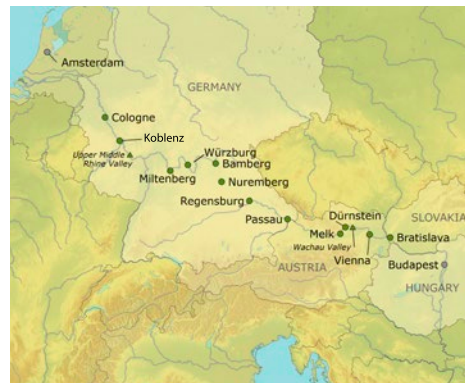 Amsterdam
GERMANY
Cologne
Koblenz
Upper Middle
Rhine Valley
Würzburg
Bamberg
Miltenberg
Nuremberg
Regensburg
Passau
Dürnstein
SLOVAKIA
Melk
Bratislava
Wachau Valley
Vienna
AUSTRIA
Budapest
HUNGARY